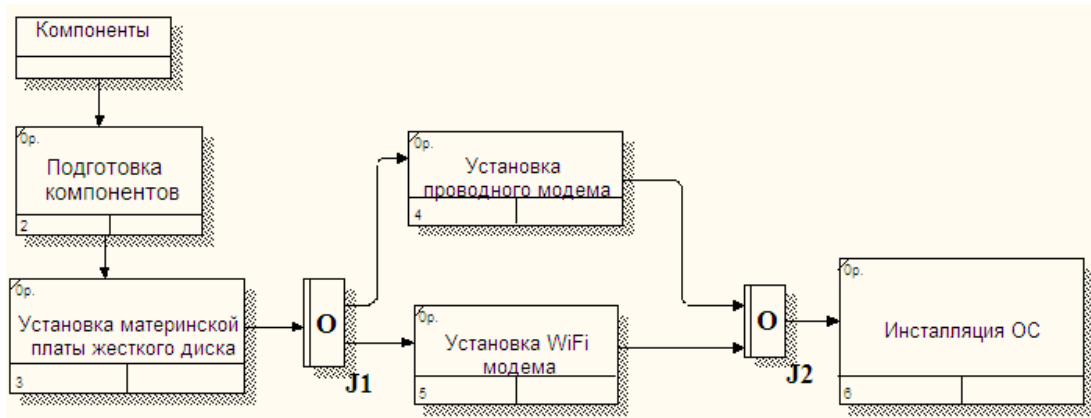 Компоненты
0р.
Подготовка
компонентов
2
0р.
Установка материнской
платы жесткого диска
3
O
J1
0р.
Установка
проводного модема
4
0р.
Установка WiFi
модема
5
O
J2
0р.
Инсталляция ОС
6